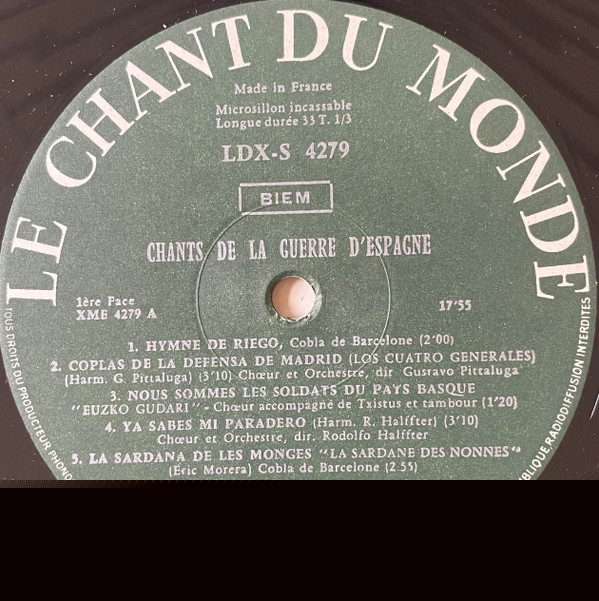 LE CHANT DU MONDE
Made in France
Microsillon incassable
Longue durée 33 T. 1/3
LDX-S 4279
BIEM
CHANTS DE LA GUERRE D'ESPAGNE
1ère Face
XME 4279 A
17'55
1. HYMNE DE RIEGO, Cobla de Barcelone (2'00)
2. COPLAS DE LA DEFENSA DE MADRID (LOS CUATRO GENERALES)
(Harm. G. Pittaluga) (3'10) Chœur et Orchestre, dir Gustavo Pittaluga
3. NOUS SOMMES LES SOLDATS DU PAYS BASQUE
"EUZKO GUDARI" - Chœur accompagné de Txistus et tambour (1'20)
4. YA SABES MI PARADERO (Harm. R. Halffter) (3'10)
Chœur et Orchestre, dir. Rodolfo Halffter
5. LA SARDANA DE LES MONGES "LA SARDANE DES NONNES"
(Eric Morera) Cobla de Barcelone (2 55)
TOUS DROITS DU PRODUCTEUR PHONO
BLIQUE, RADIODIFFUSION INTERDITES